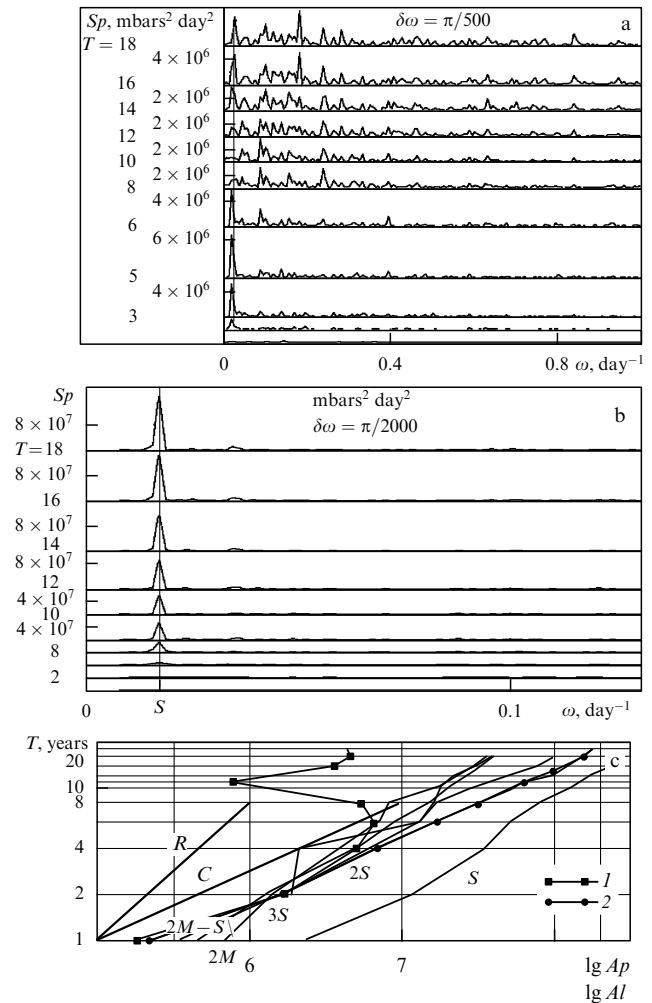 Sp, mbars² day²
δω = π/500
a
T = 18
4 × 10⁶
16
2 × 10⁶
14
2 × 10⁶
12
2 × 10⁶
10
2 × 10⁶
8
4 × 10⁶
6
6 × 10⁶
5
4 × 10⁶
3
0 0.4 0.8 ω, day⁻¹
Sp
mbars² day²
b
δω = π/2000
8 × 10⁷
T = 18
8 × 10⁷
16
8 × 10⁷
14
8 × 10⁷
12
4 × 10⁷
10
4 × 10⁷
8
2
0 S 0.1 ω, day⁻¹
T, years
c
20
10
8
R
4
C
2S
S
1
2
2
3S
2M − S
1
2M
6 7 lg Ap
lg Al